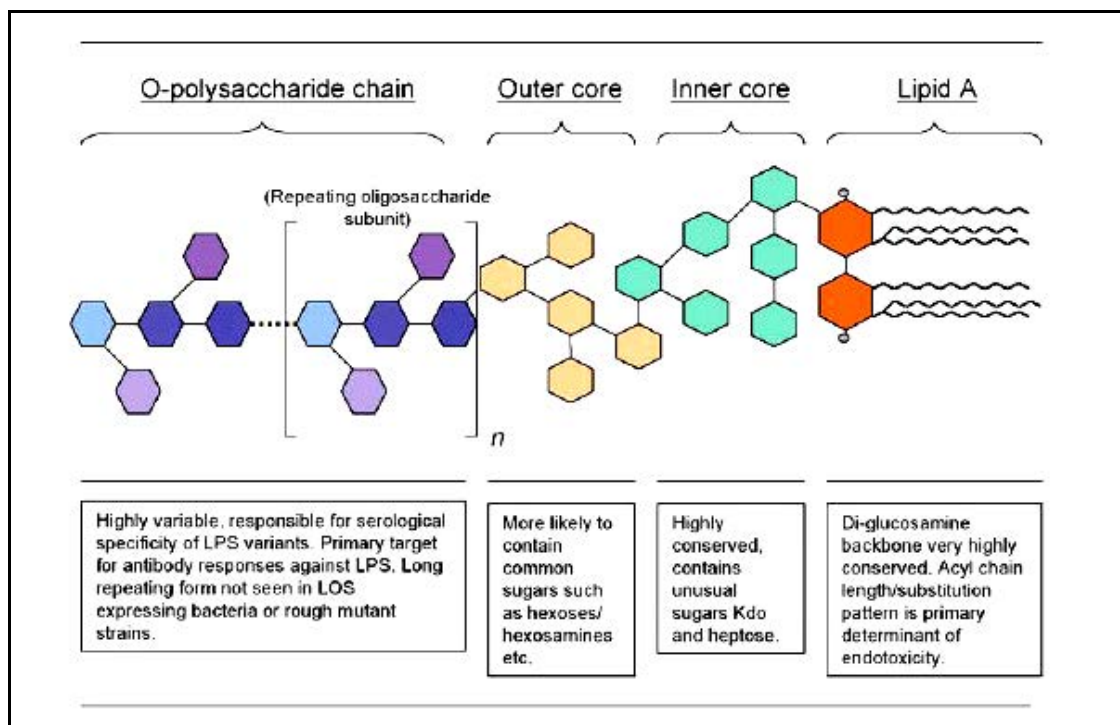 O-polysaccharide chain
Outer core
Inner core
Lipid A
(Repeating oligosaccharide
subunit)
n
Highly variable, responsible for serological
specificity of LPS variants. Primary target
for antibody responses against LPS. Long
repeating form not seen in LOS
expressing bacteria or rough mutant
strains.
More likely to
contain
common
sugars such
as hexoses/
hexosamines
etc.
Highly
conserved,
contains
unusual
sugars Kdo
and heptose.
Di-glucosamine
backbone very highly
conserved. Acyl chain
length/substitution
pattern is primary
determinant of
endotoxicity.